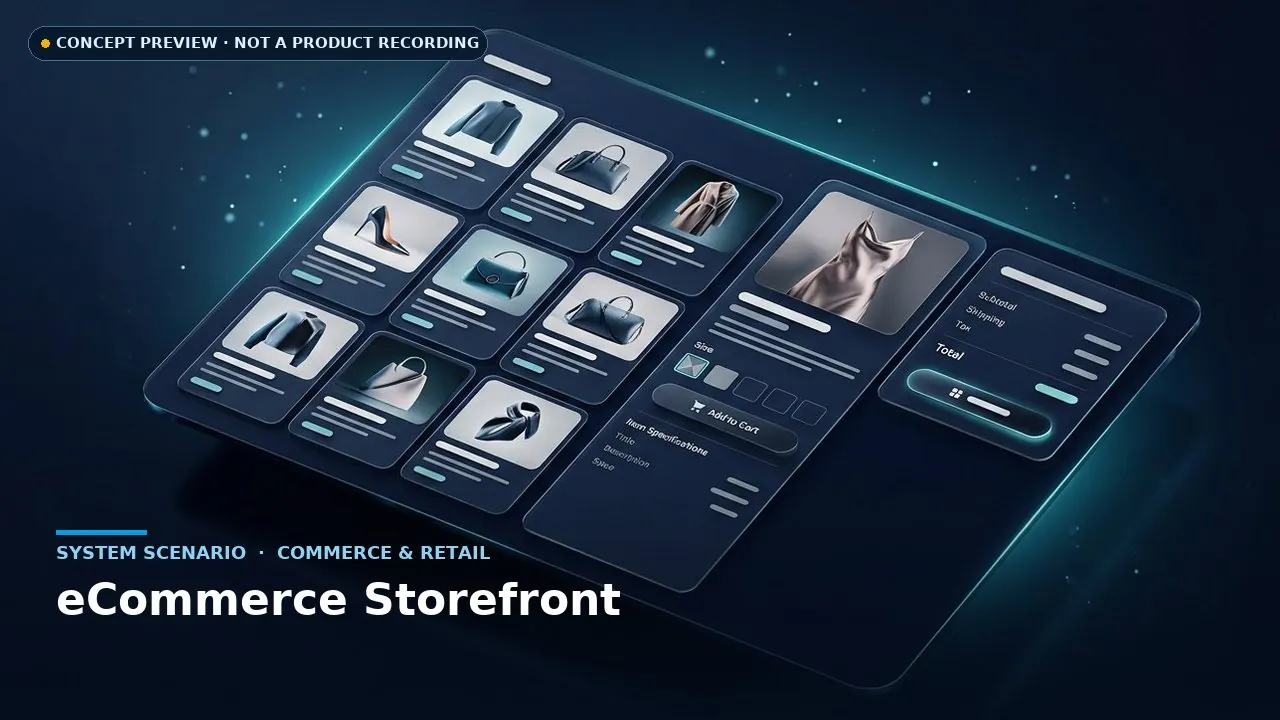 CONCEPT PREVIEW · NOT A PRODUCT RECORDING
Subtotal
Shipping
Tax
Total
Size
Add to Cart
Item Specifications
Title
Description
SYSTEM SCENARIO · COMMERCE & RETAIL
eCommerce Storefront